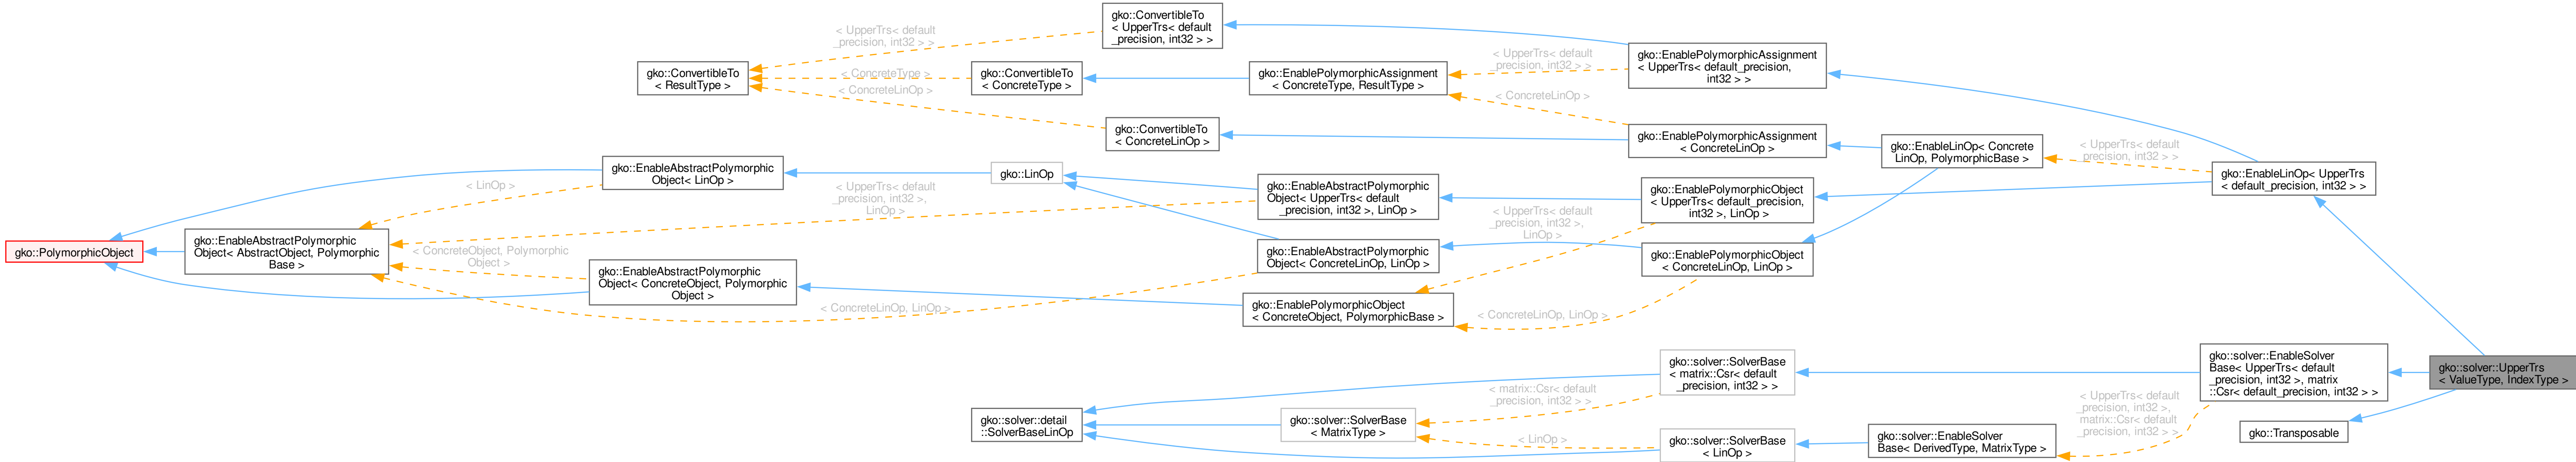 gko::ConvertibleTo
< UpperTrs< default
_precision, int32 > >
< UpperTrs< default
_precision, int32 > >
gko::ConvertibleTo
< ResultType >
< ConcreteType >
gko::ConvertibleTo
< ConcreteType >
< ConcreteLinOp >
gko::EnablePolymorphicAssignment
< ConcreteType, ResultType >
< UpperTrs< default
_precision, int32 > >
gko::EnablePolymorphicAssignment
< UpperTrs< default_precision,
int32 > >
< ConcreteLinOp >
gko::ConvertibleTo
< ConcreteLinOp >
gko::EnablePolymorphicAssignment
< ConcreteLinOp >
gko::EnableLinOp< Concrete
LinOp, PolymorphicBase >
< UpperTrs< default
_precision, int32 > >
gko::EnableLinOp< UpperTrs
< default_precision, int32 > >
gko::EnableAbstractPolymorphic
Object< LinOp >
gko::LinOp
< LinOp >
< UpperTrs< default
_precision, int32 >,
LinOp >
gko::EnableAbstractPolymorphic
Object< UpperTrs< default
_precision, int32 >, LinOp >
gko::EnablePolymorphicObject
< UpperTrs< default_precision,
int32 >, LinOp >
< UpperTrs< default
_precision, int32 >,
LinOp >
gko::PolymorphicObject
gko::EnableAbstractPolymorphic
Object< AbstractObject, Polymorphic
Base >
< ConcreteObject, Polymorphic
Object >
gko::EnableAbstractPolymorphic
Object< ConcreteObject, Polymorphic
Object >
gko::EnableAbstractPolymorphic
Object< ConcreteLinOp, LinOp >
gko::EnablePolymorphicObject
< ConcreteLinOp, LinOp >
< ConcreteLinOp, LinOp >
gko::EnablePolymorphicObject
< ConcreteObject, PolymorphicBase >
< ConcreteLinOp, LinOp >
gko::solver::SolverBase
< matrix::Csr< default
_precision, int32 > >
gko::solver::EnableSolver
Base< UpperTrs< default
_precision, int32 >, matrix
::Csr< default_precision, int32 > >
gko::solver::UpperTrs
< ValueType, IndexType >
< matrix::Csr< default
_precision, int32 > >
< UpperTrs< default
_precision, int32 >,
matrix::Csr< default
_precision, int32 > >
gko::solver::detail
::SolverBaseLinOp
gko::solver::SolverBase
< MatrixType >
< LinOp >
gko::solver::SolverBase
< LinOp >
gko::solver::EnableSolver
Base< DerivedType, MatrixType >
gko::Transposable